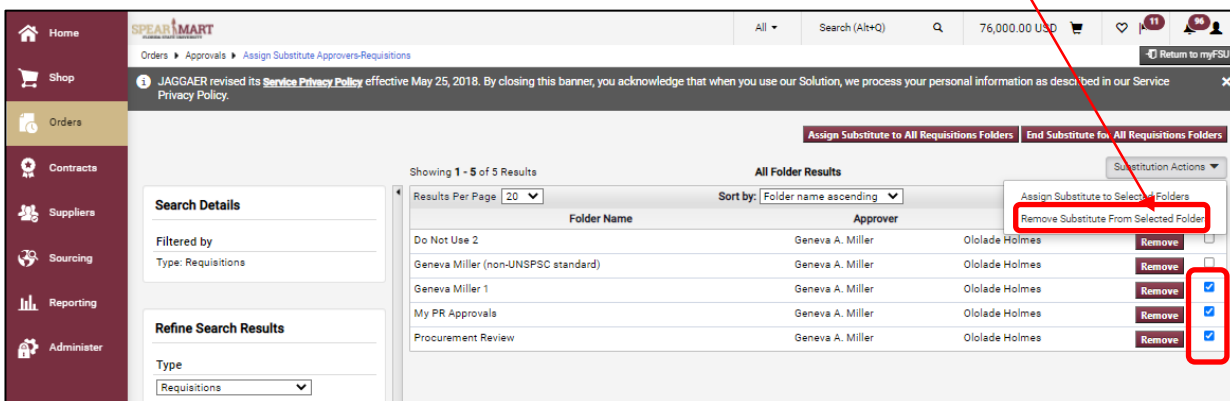 Home
SPEARMART
FLORIDA STATE UNIVERSITY
All
Search (Alt+Q)
76,000.00 USD
11
96
Orders Approvals Assign Substitute Approvers-Requisitions
Return to myFSU
Shop
JAGGAER revised its Service Privacy Policy effective May 25, 2018. By closing this banner, you acknowledge that when you use our Solution, we process your personal information as described in our Service
Privacy Policy.
Orders
Assign Substitute to All Requisitions Folders
End Substitute for All Requisitions Folders
Contracts
Showing 1 - 5 of 5 Results
All Folder Results
Substitution Actions
Results Per Page 20
Sort by: Folder name ascending
Assign Substitute to Selected Folders
Remove Substitute From Selected Folder
Suppliers
Search Details
Folder Name
Approver
Filtered by
Type: Requisitions
Do Not Use 2 Geneva A. Miller Ololade Holmes Remove
Sourcing
Geneva Miller (non-UNSPSC standard) Geneva A. Miller Ololade Holmes Remove
Geneva Miller 1 Geneva A. Miller Ololade Holmes Remove
Reporting
My PR Approvals Geneva A. Miller Ololade Holmes Remove
Refine Search Results
Procurement Review Geneva A. Miller Ololade Holmes Remove
Administer
Type
Requisitions